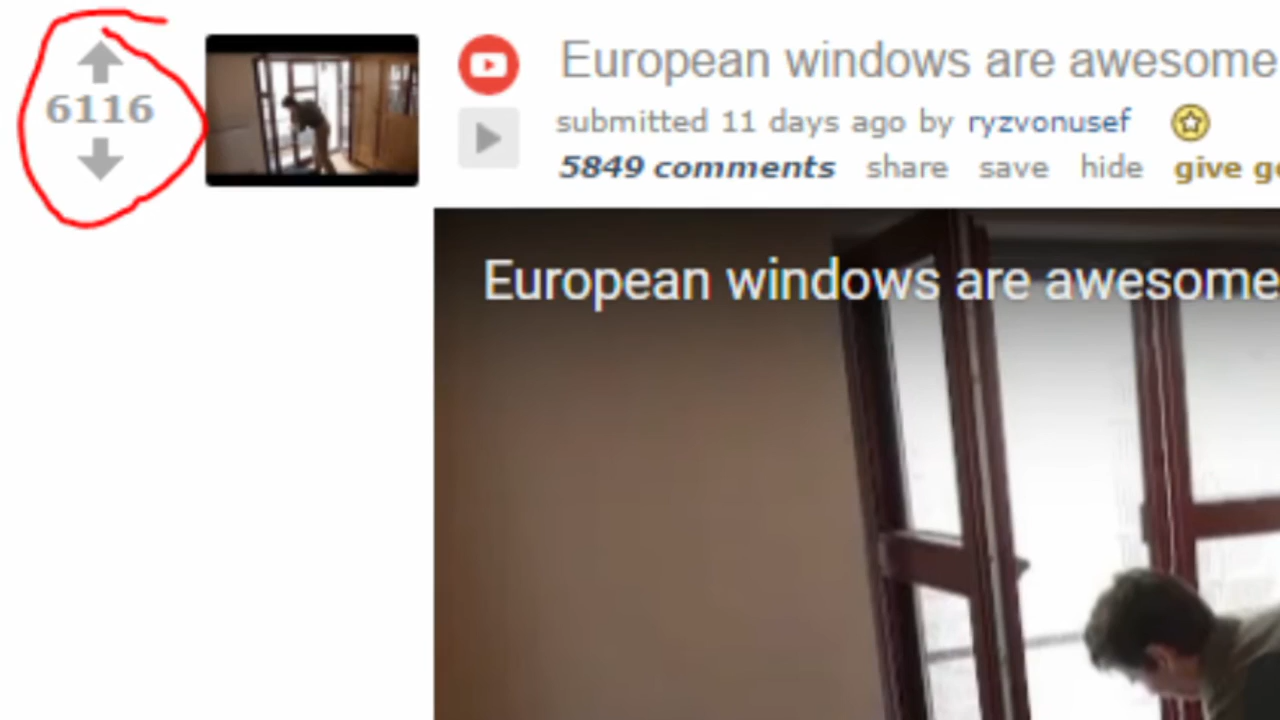 6116
European windows are awesome
submitted 11 days ago by ryzvonusef
5849 comments share save hide give
European windows are awesome